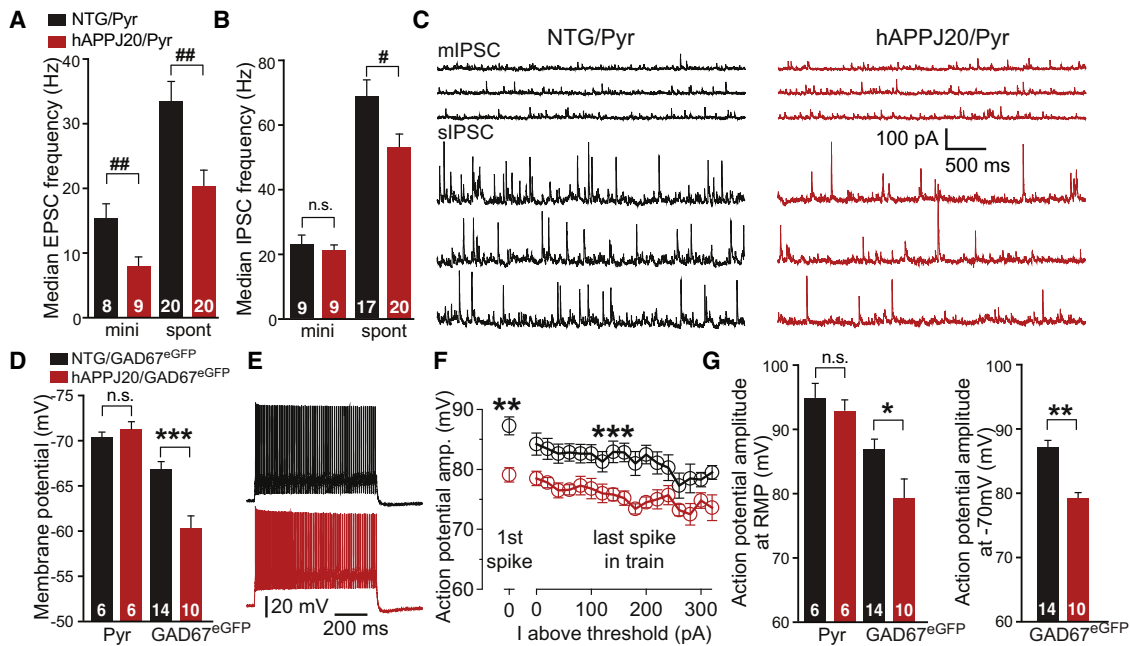 A
NTG/Pyr
hAPPJ20/Pyr
Median EPSC frequency (Hz)
40
30
20
10
0
##
##
8
9
20
20
mini
spont
B
Median IPSC frequency (Hz)
80
60
40
20
0
n.s.
#
9
9
17
20
mini
spont
C
NTG/Pyr
hAPPJ20/Pyr
mIPSC
sIPSC
100 pA
500 ms
D
NTG/GAD67eGFP
hAPPJ20/GAD67eGFP
Membrane potential (mV)
-75
-70
-65
-60
-55
-50
n.s.
***
6
6
14
10
Pyr
GAD67eGFP
E
20 mV
200 ms
F
Action potential amp. (mV)
90
80
70
60
**
***
1st
spike
last spike
in train
0
0
100
200
300
I above threshold (pA)
G
Action potential amplitude
at RMP (mV)
100
90
80
70
60
n.s.
*
6
6
14
10
Pyr
GAD67eGFP
Action potential amplitude
at -70mV (mV)
100
90
80
70
60
**
14
10
GAD67eGFP